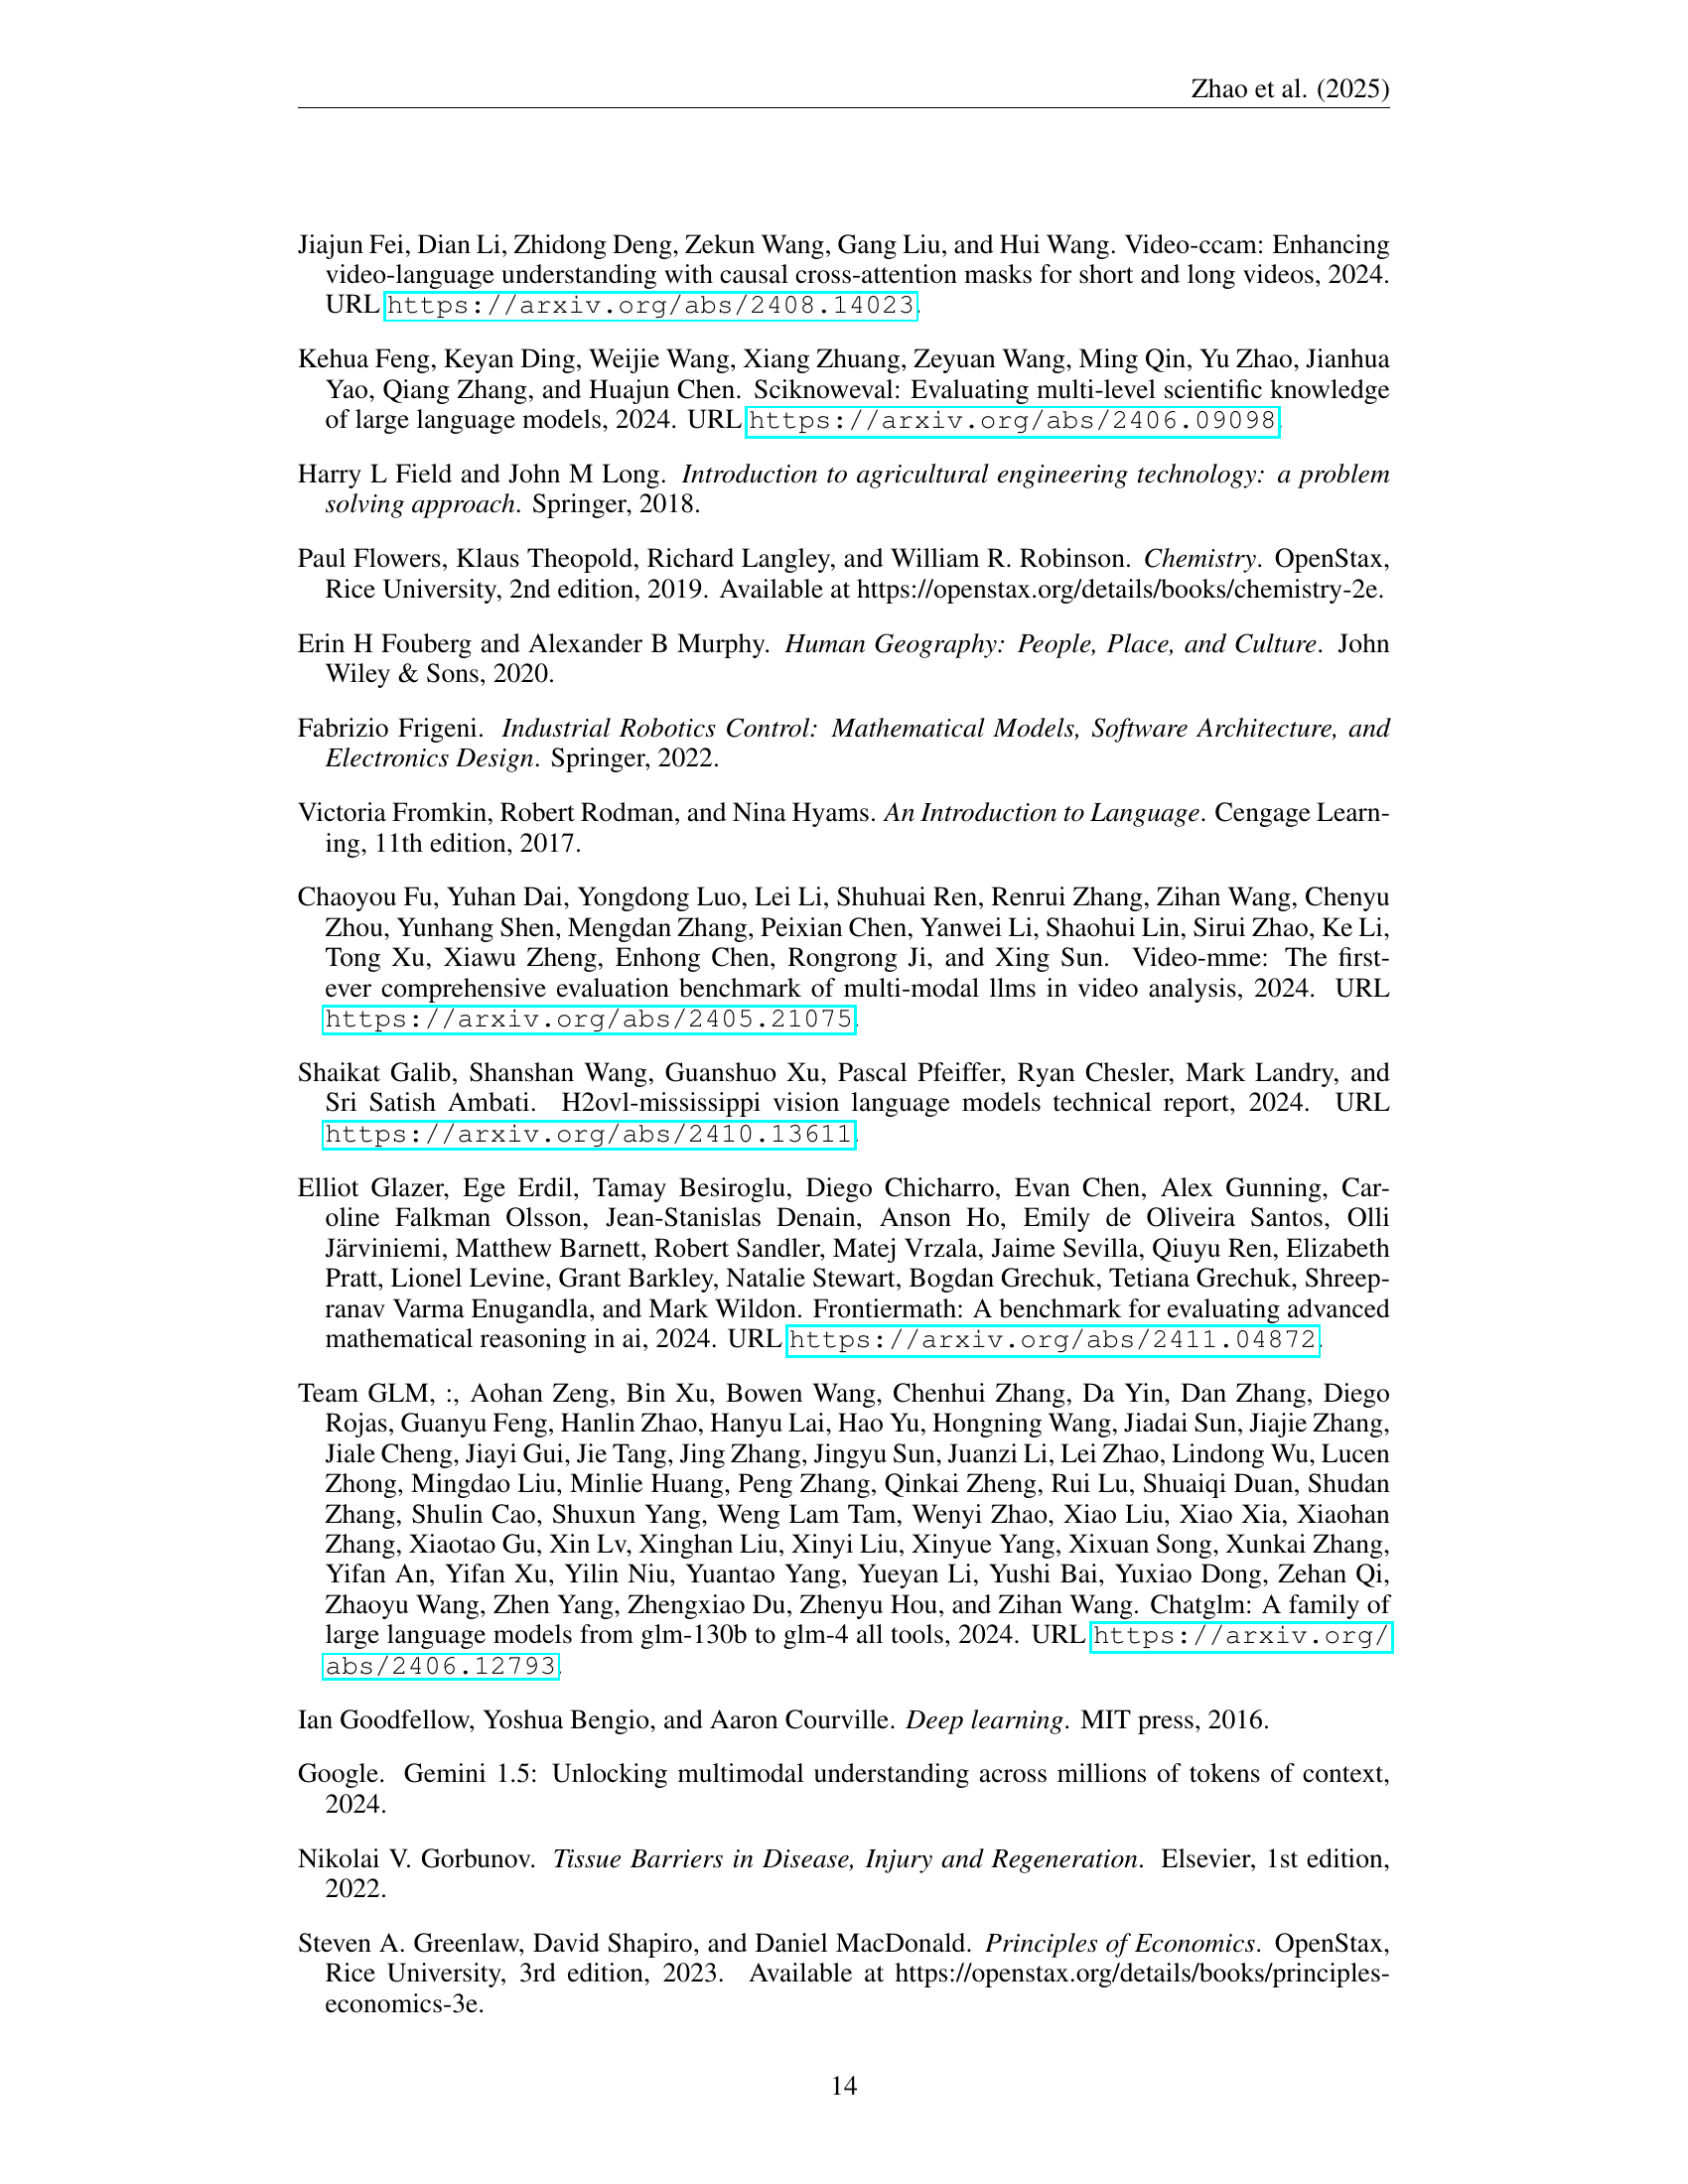 Zhao et al. (2025)
Jiajun Fei, Dian Li, Zhidong Deng, Zekun Wang, Gang Liu, and Hui Wang. Video-ccam: Enhancing
video-language understanding with causal cross-attention masks for short and long videos, 2024.
URL https://arxiv.org/abs/2408.14023.
Kehua Feng, Keyan Ding, Weijie Wang, Xiang Zhuang, Zeyuan Wang, Ming Qin, Yu Zhao, Jianhua
Yao, Qiang Zhang, and Huajun Chen. Sciknoweval: Evaluating multi-level scientific knowledge
of large language models, 2024. URL https://arxiv.org/abs/2406.09098.
Harry L Field and John M Long. Introduction to agricultural engineering technology: a problem
solving approach. Springer, 2018.
Paul Flowers, Klaus Theopold, Richard Langley, and William R. Robinson. Chemistry. OpenStax,
Rice University, 2nd edition, 2019. Available at https://openstax.org/details/books/chemistry-2e.
Erin H Fouberg and Alexander B Murphy. Human Geography: People, Place, and Culture. John
Wiley & Sons, 2020.
Fabrizio Frigeni. Industrial Robotics Control: Mathematical Models, Software Architecture, and
Electronics Design. Springer, 2022.
Victoria Fromkin, Robert Rodman, and Nina Hyams. An Introduction to Language. Cengage Learn-
ing, 11th edition, 2017.
Chaoyou Fu, Yuhan Dai, Yongdong Luo, Lei Li, Shuhuai Ren, Renrui Zhang, Zihan Wang, Chenyu
Zhou, Yunhang Shen, Mengdan Zhang, Peixian Chen, Yanwei Li, Shaohui Lin, Sirui Zhao, Ke Li,
Tong Xu, Xiawu Zheng, Enhong Chen, Rongrong Ji, and Xing Sun. Video-mme: The first-
ever comprehensive evaluation benchmark of multi-modal llms in video analysis, 2024. URL
https://arxiv.org/abs/2405.21075.
Shaikat Galib, Shanshan Wang, Guanshuo Xu, Pascal Pfeiffer, Ryan Chesler, Mark Landry, and
Sri Satish Ambati. H2ovl-mississippi vision language models technical report, 2024. URL
https://arxiv.org/abs/2410.13611.
Elliot Glazer, Ege Erdil, Tamay Besiroglu, Diego Chicharro, Evan Chen, Alex Gunning, Car-
oline Falkman Olsson, Jean-Stanislas Denain, Anson Ho, Emily de Oliveira Santos, Olli
Järviniemi, Matthew Barnett, Robert Sandler, Matej Vrzala, Jaime Sevilla, Qiuyu Ren, Elizabeth
Pratt, Lionel Levine, Grant Barkley, Natalie Stewart, Bogdan Grechuk, Tetiana Grechuk, Shreep-
ranav Varma Enugandla, and Mark Wildon. Frontiermath: A benchmark for evaluating advanced
mathematical reasoning in ai, 2024. URL https://arxiv.org/abs/2411.04872.
Team GLM, :, Aohan Zeng, Bin Xu, Bowen Wang, Chenhui Zhang, Da Yin, Dan Zhang, Diego
Rojas, Guanyu Feng, Hanlin Zhao, Hanyu Lai, Hao Yu, Hongning Wang, Jiadai Sun, Jiajie Zhang,
Jiale Cheng, Jiayi Gui, Jie Tang, Jing Zhang, Jingyu Sun, Juanzi Li, Lei Zhao, Lindong Wu, Lucen
Zhong, Mingdao Liu, Minlie Huang, Peng Zhang, Qinkai Zheng, Rui Lu, Shuaiqi Duan, Shudan
Zhang, Shulin Cao, Shuxun Yang, Weng Lam Tam, Wenyi Zhao, Xiao Liu, Xiao Xia, Xiaohan
Zhang, Xiaotao Gu, Xin Lv, Xinghan Liu, Xinyi Liu, Xinyue Yang, Xixuan Song, Xunkai Zhang,
Yifan An, Yifan Xu, Yilin Niu, Yuantao Yang, Yueyan Li, Yushi Bai, Yuxiao Dong, Zehan Qi,
Zhaoyu Wang, Zhen Yang, Zhengxiao Du, Zhenyu Hou, and Zihan Wang. Chatglm: A family of
large language models from glm-130b to glm-4 all tools, 2024. URL https://arxiv.org/
abs/2406.12793.
Ian Goodfellow, Yoshua Bengio, and Aaron Courville. Deep learning. MIT press, 2016.
Google. Gemini 1.5: Unlocking multimodal understanding across millions of tokens of context,
2024.
Nikolai V. Gorbunov. Tissue Barriers in Disease, Injury and Regeneration. Elsevier, 1st edition,
2022.
Steven A. Greenlaw, David Shapiro, and Daniel MacDonald. Principles of Economics. OpenStax,
Rice University, 3rd edition, 2023. Available at https://openstax.org/details/books/principles-
economics-3e.
14